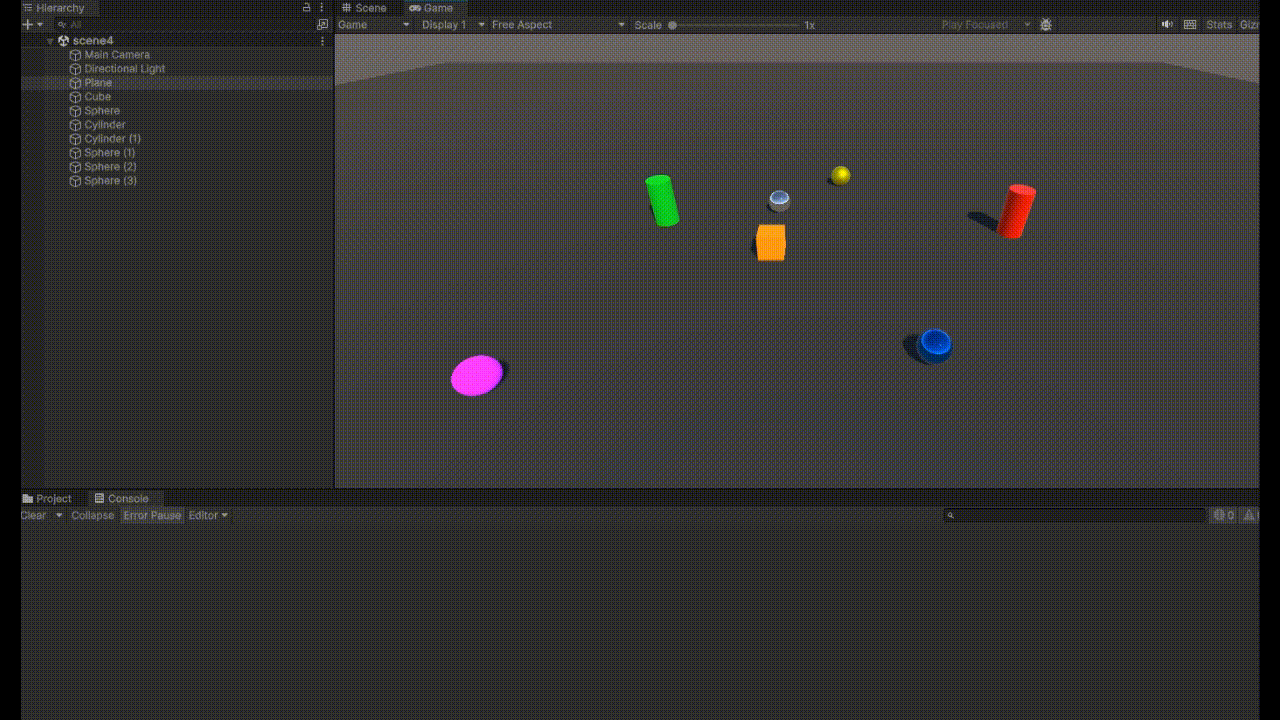 Hierarchy
All
scene4
Main Camera
Directional Light
Plane
Cube
Sphere
Cylinder
Cylinder (1)
Sphere (1)
Sphere (2)
Sphere (3)
Scene Game
Game Display 1 Free Aspect Scale 1x Play Focused Stats Giz
Project Console
Clear Collapse Error Pause Editor 0